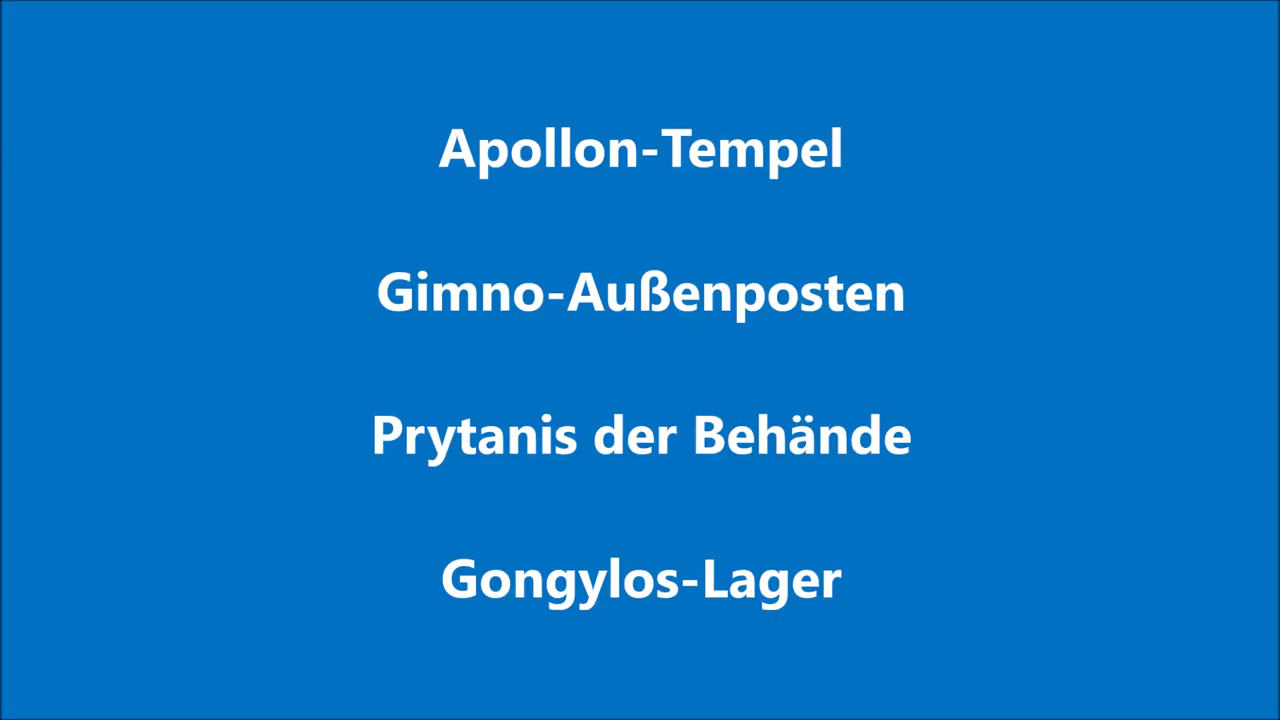 Apollon-Tempel
Gimno-Außenposten
Prytanis der Behände
Gongylos-Lager